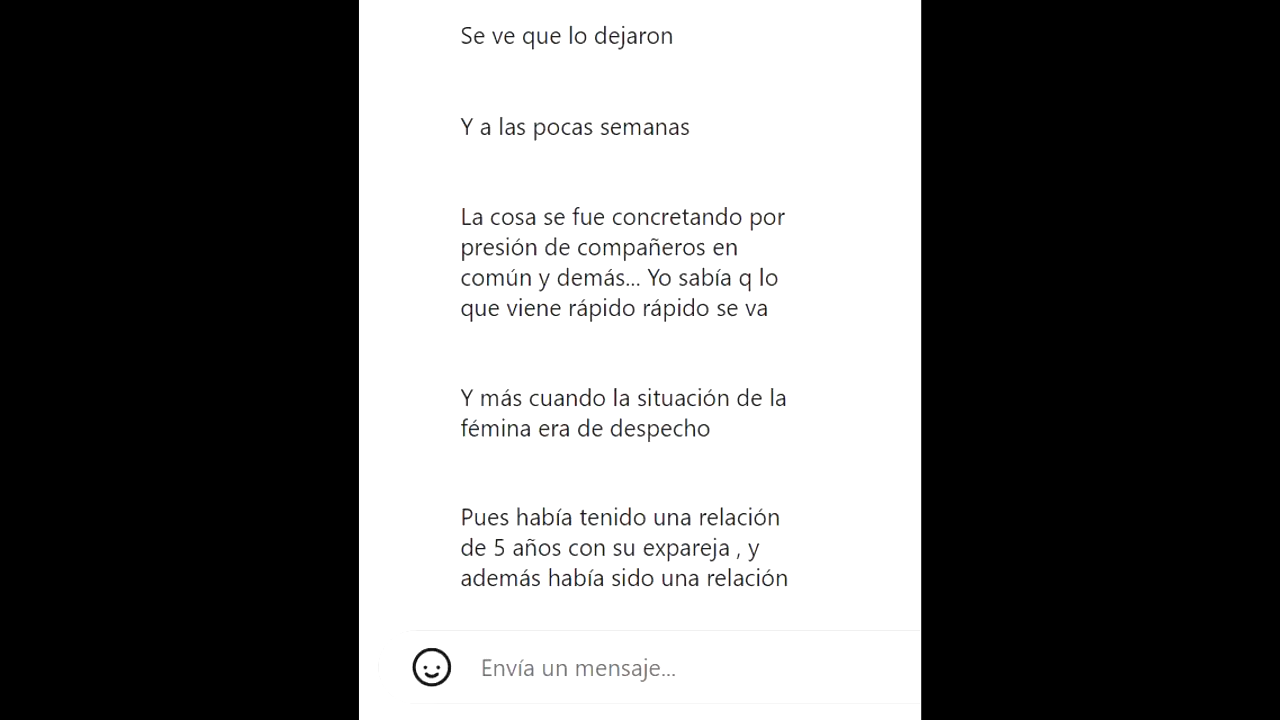 Se ve que lo dejaron
Y a las pocas semanas
La cosa se fue concretando por
presión de compañeros en
común y demás... Yo sabía q lo
que viene rápido rápido se va
Y más cuando la situación de la
fémina era de despecho
Pues había tenido una relación
de 5 años con su expareja , y
además había sido una relación
Envía un mensaje...